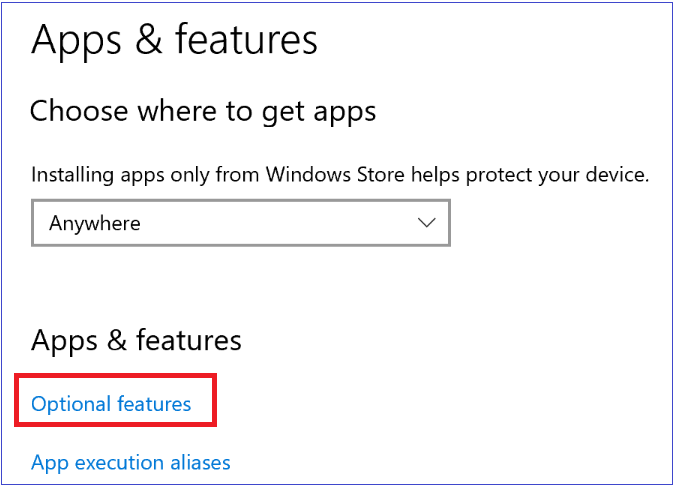 Apps & features
Choose where to get apps
Installing apps only from Windows Store helps protect your device.
Anywhere
Apps & features
Optional features
App execution aliases